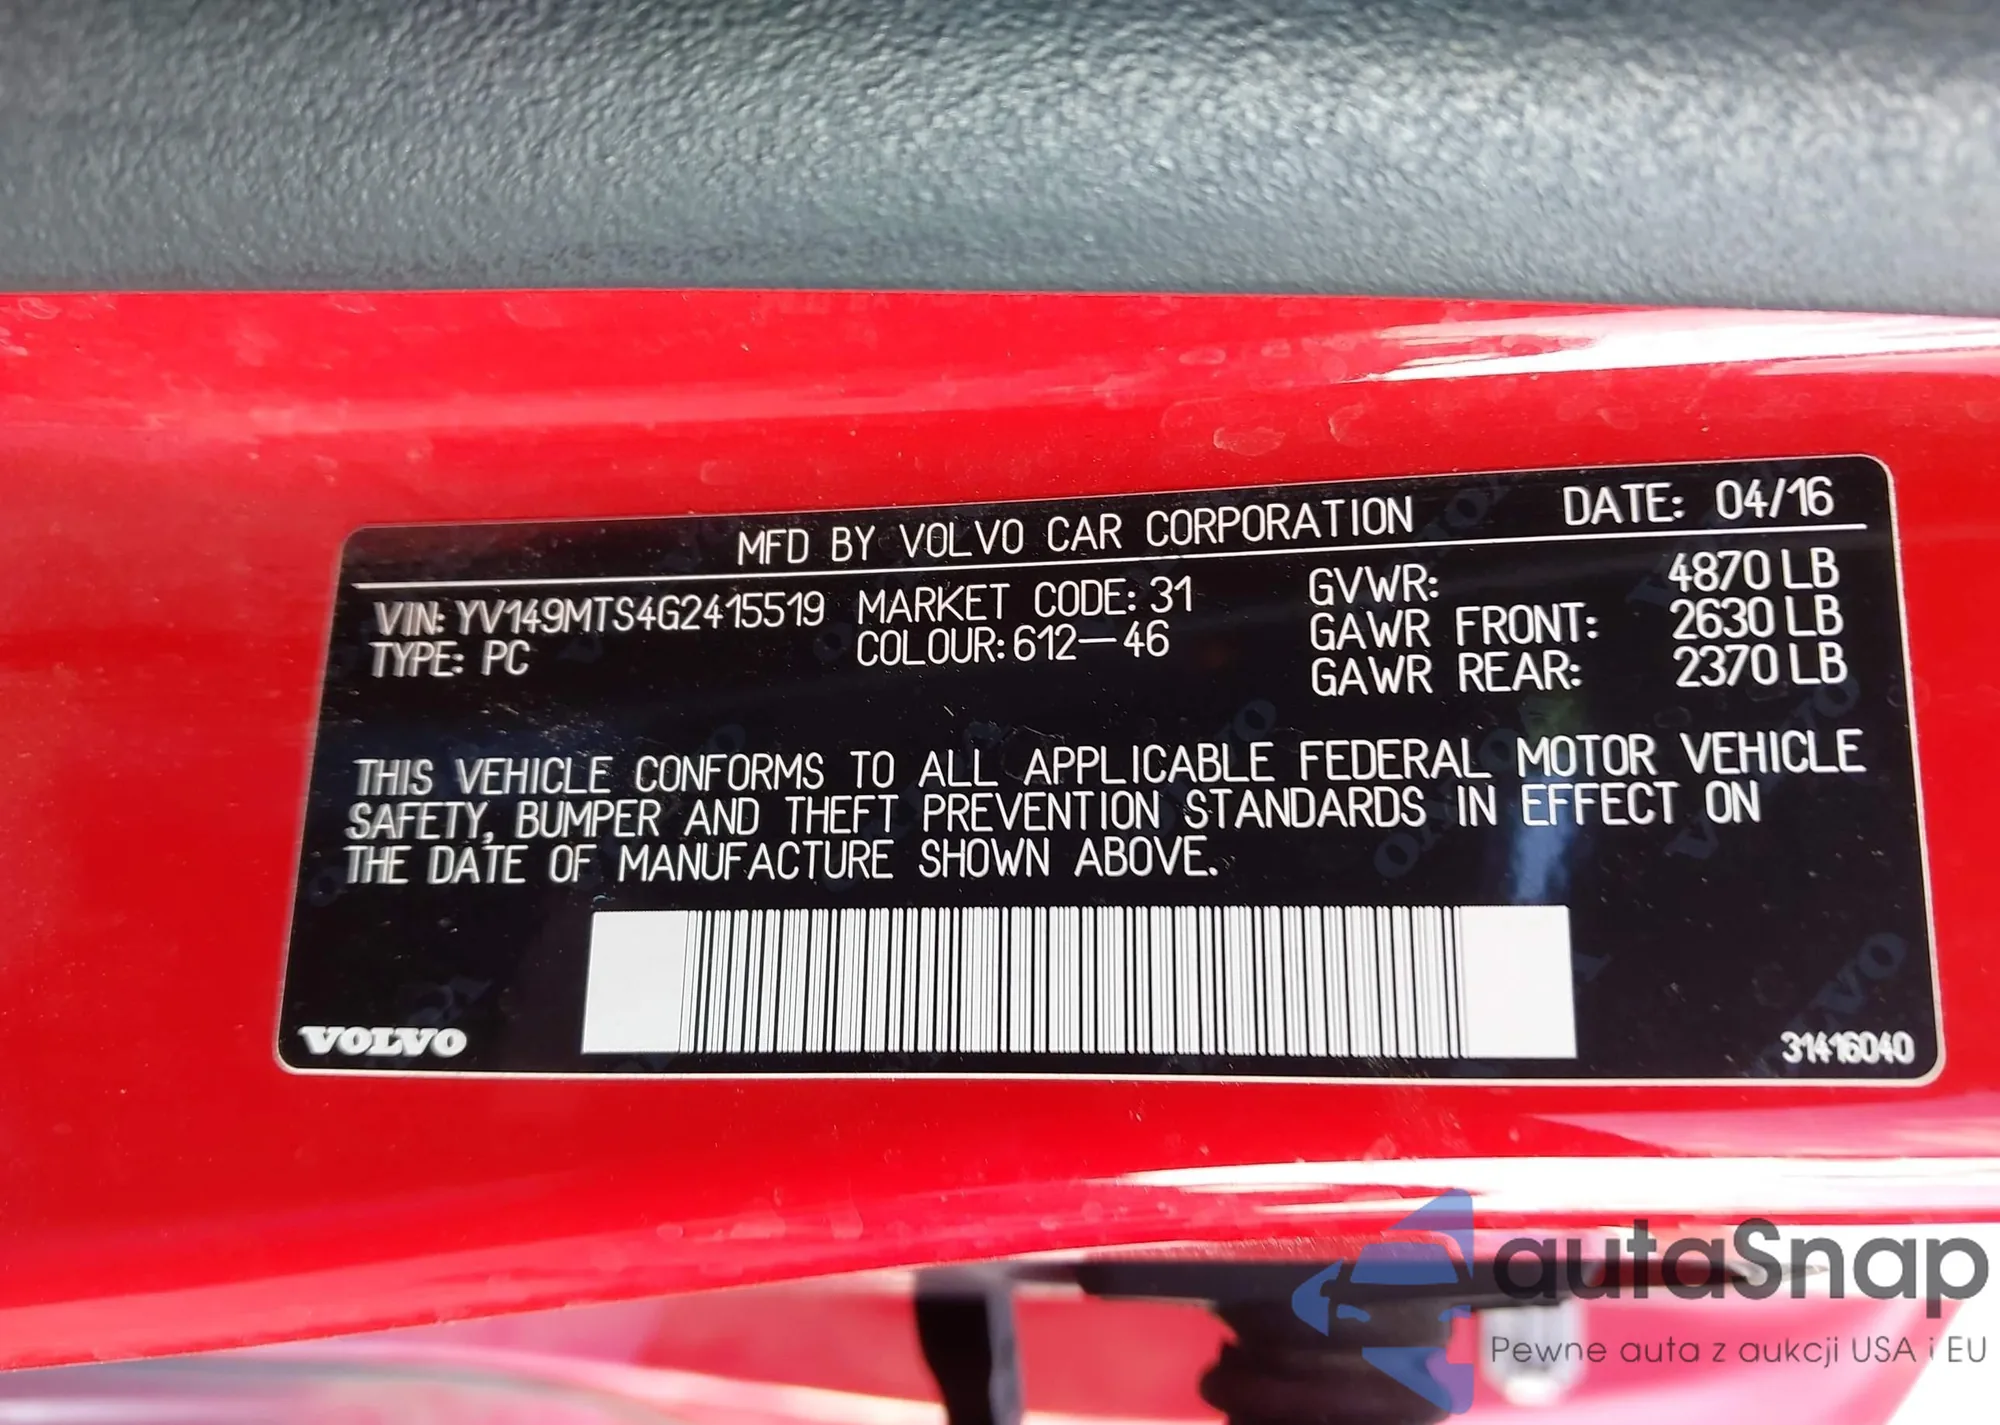 MFD BY VOLVO CAR CORPORATION DATE: 04/16
VIN: YV149MTS4G2415519 MARKET CODE: 31 GVWR: 4870 LB
TYPE: PC COLOUR: 612-46 GAWR FRONT: 2630 LB
GAWR REAR: 2370 LB
THIS VEHICLE CONFORMS TO ALL APPLICABLE FEDERAL MOTOR VEHICLE
SAFETY, BUMPER AND THEFT PREVENTION STANDARDS IN EFFECT ON
THE DATE OF MANUFACTURE SHOWN ABOVE.
VOLVO 31416040
autaSnap
Pewne auta z aukcji USA i EU